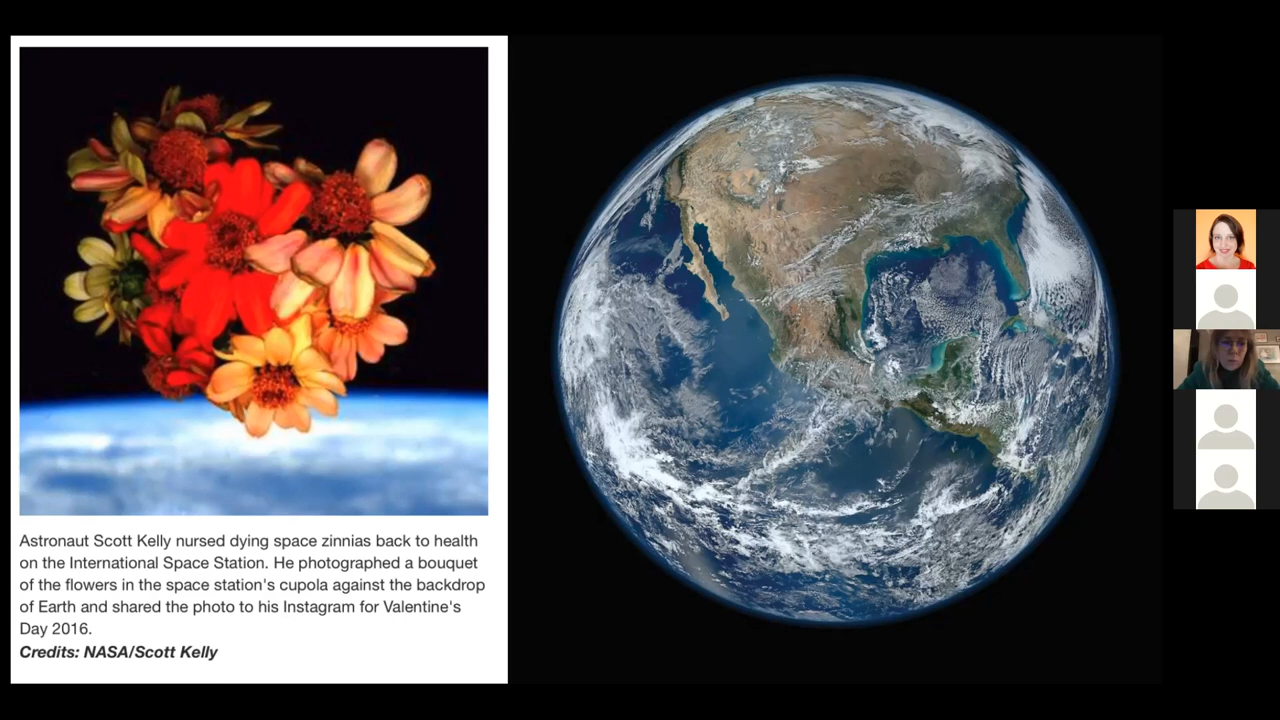 Astronaut Scott Kelly nursed dying space zinnias back to health
on the International Space Station. He photographed a bouquet
of the flowers in the space station's cupola against the backdrop
of Earth and shared the photo to his Instagram for Valentine's
Day 2016.
Credits: NASA/Scott Kelly